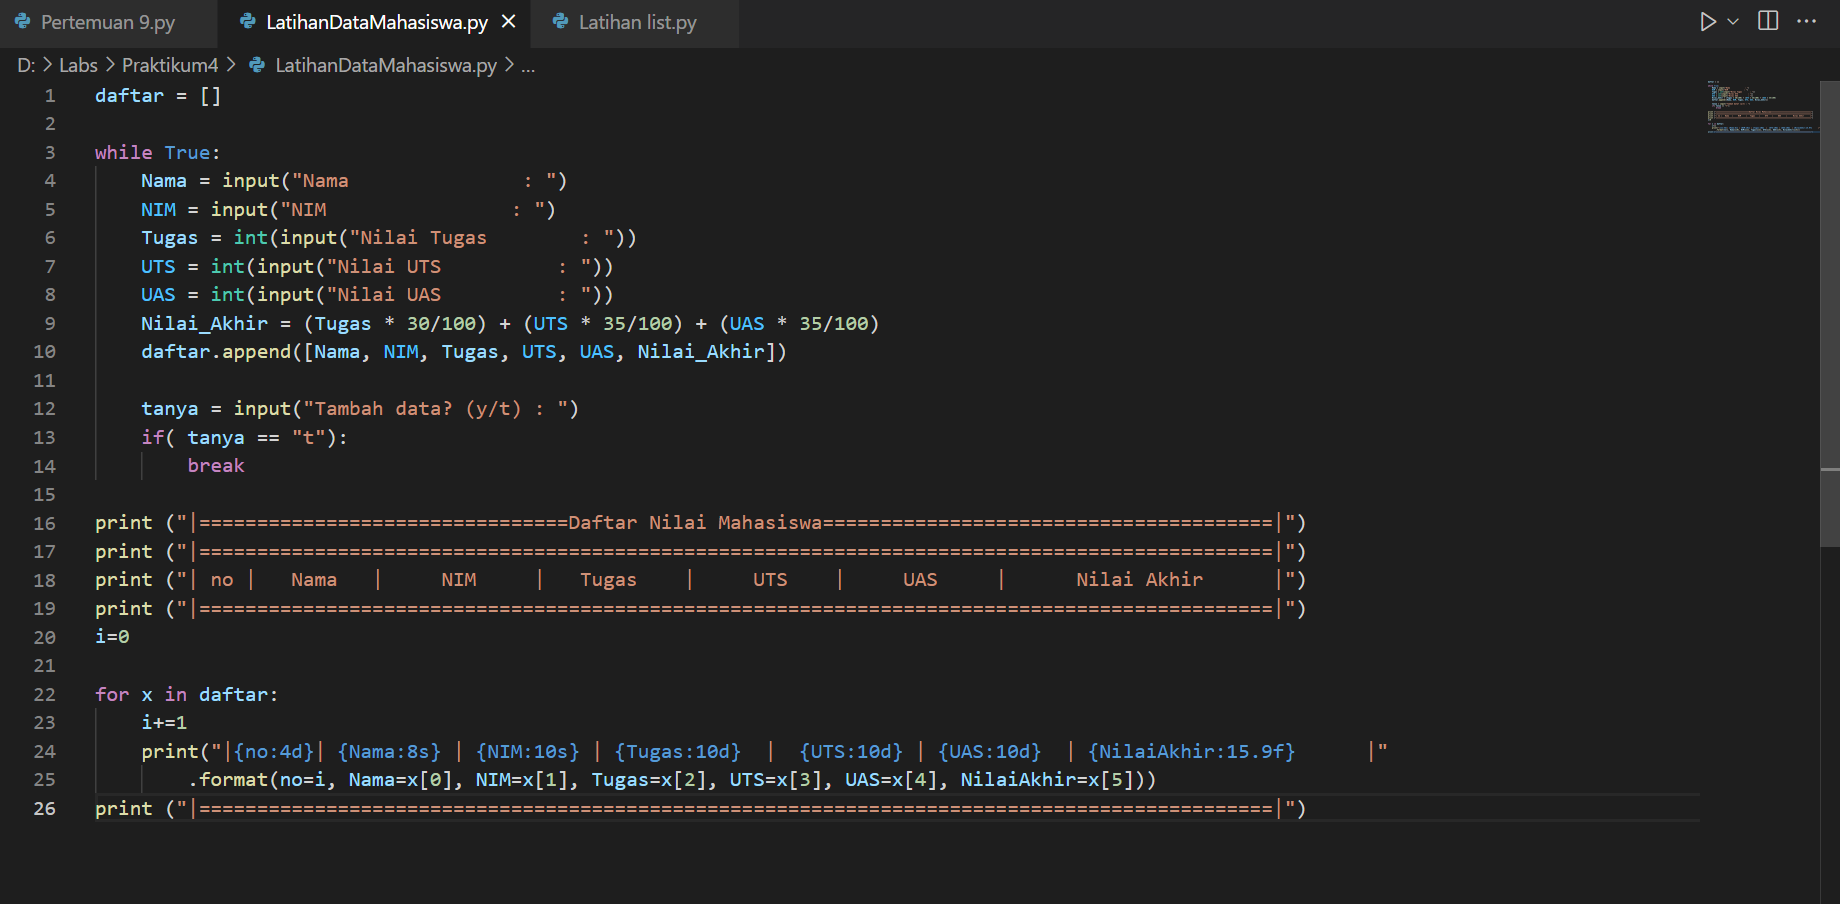 Pertemuan 9.py LatihanDataMahasiswa.py Latihan list.py
D: > Labs > Praktikum4 > LatihanDataMahasiswa.py > ...
1 daftar = []
2
3 while True:
4     Nama = input("Nama               : ")
5     NIM = input("NIM                : ")
6     Tugas = int(input("Nilai Tugas        : "))
7     UTS = int(input("Nilai UTS          : "))
8     UAS = int(input("Nilai UAS          : "))
9     Nilai_Akhir = (Tugas * 30/100) + (UTS * 35/100) + (UAS * 35/100)
10     daftar.append([Nama, NIM, Tugas, UTS, UAS, Nilai_Akhir])
11
12     tanya = input("Tambah data? (y/t) : ")
13     if( tanya == "t"):
14         break
15
16 print ("|================================Daftar Nilai Mahasiswa=======================================|")
17 print ("|=============================================================================================|")
18 print ("| no |   Nama   |     NIM     |   Tugas    |     UTS    |     UAS     |      Nilai Akhir      |")
19 print ("|=============================================================================================|")
20 i=0
21
22 for x in daftar:
23     i+=1
24     print("|{no:4d}| {Nama:8s} | {NIM:10s} | {Tugas:10d}  |  {UTS:10d} | {UAS:10d}  | {NilaiAkhir:15.9f}      |"
25         .format(no=i, Nama=x[0], NIM=x[1], Tugas=x[2], UTS=x[3], UAS=x[4], NilaiAkhir=x[5]))
26 print ("|=============================================================================================|")